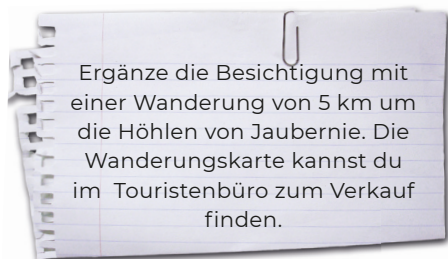 Ergänze die Besichtigung mit
einer Wanderung von 5 km um
die Höhlen von Jaubernie. Die
Wanderungskarte kannst du
im Touristenbüro zum Verkauf
finden.